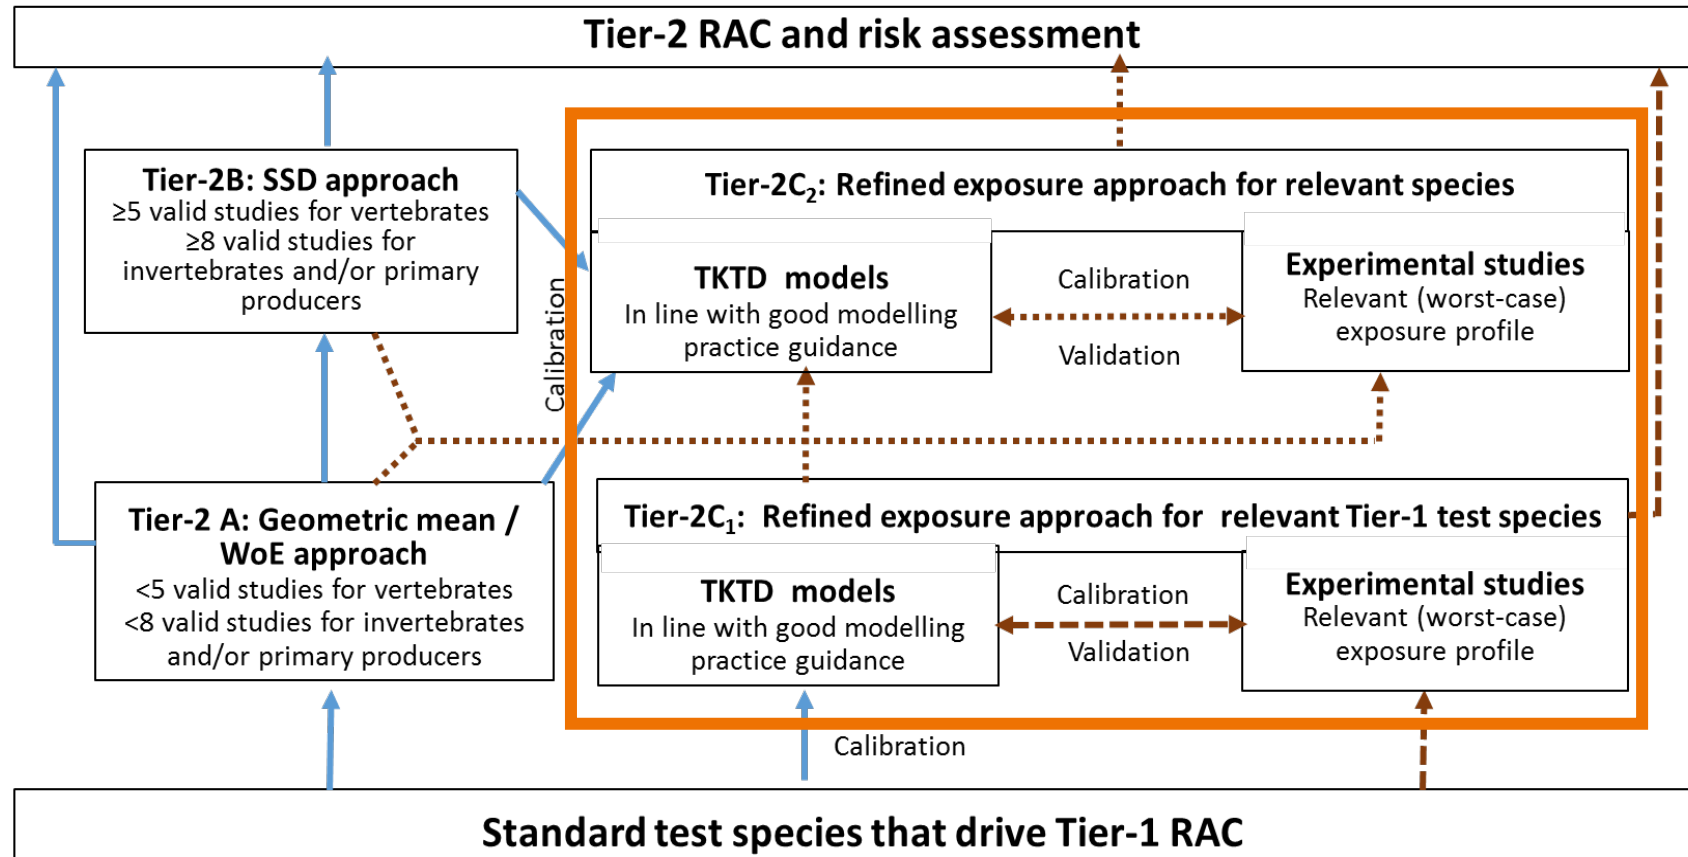 Tier-2 RAC and risk assessment
Tier-2B: SSD approach
≥5 valid studies for vertebrates
≥8 valid studies for
invertebrates and/or primary
producers
Tier-2C₂: Refined exposure approach for relevant species
TKTD models
In line with good modelling
practice guidance
Calibration
Validation
Experimental studies
Relevant (worst-case)
exposure profile
Calibration
Tier-2 A: Geometric mean /
WoE approach
<5 valid studies for vertebrates
<8 valid studies for invertebrates
and/or primary producers
Tier-2C₁: Refined exposure approach for relevant Tier-1 test species
TKTD models
In line with good modelling
practice guidance
Calibration
Validation
Experimental studies
Relevant (worst-case)
exposure profile
Calibration
Standard test species that drive Tier-1 RAC